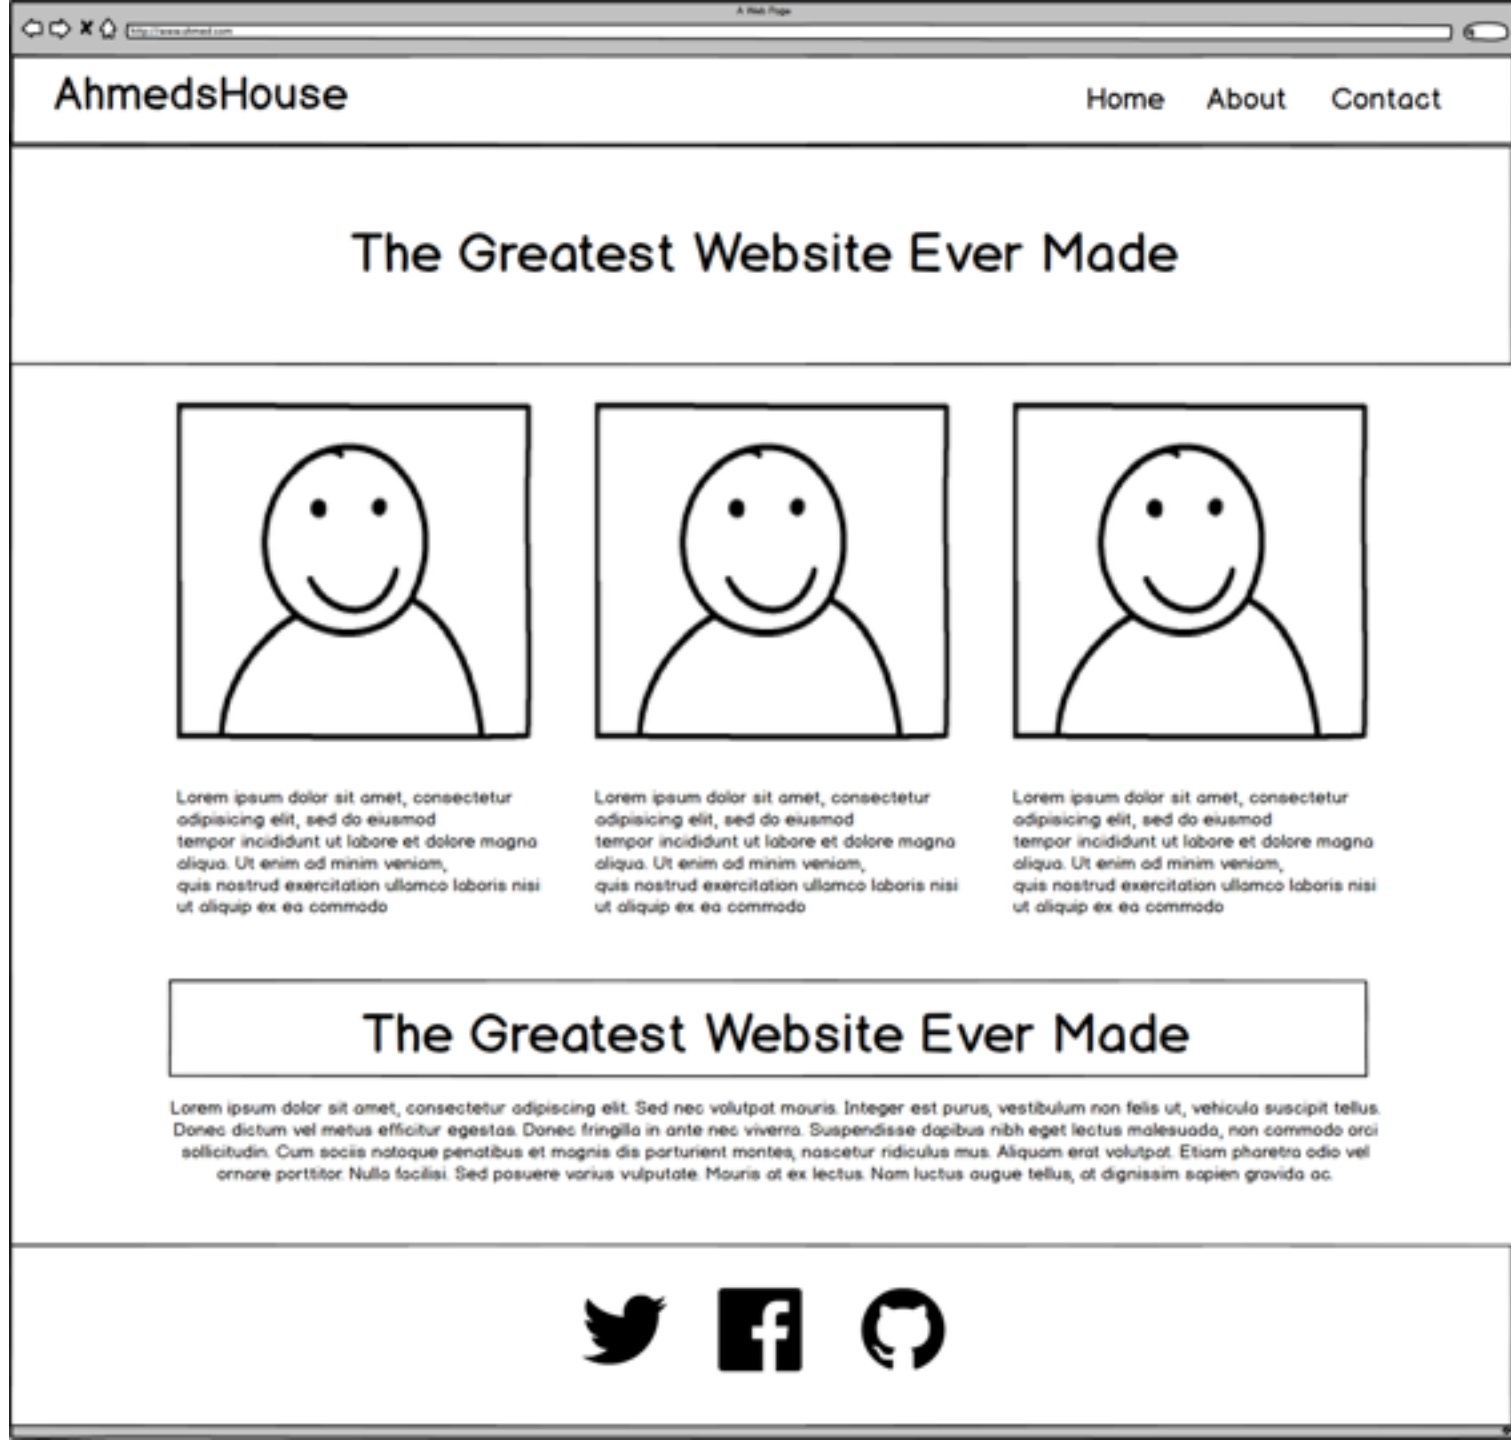 A Web Page
http://www.ahmed.com
AhmedsHouse
Home About Contact
The Greatest Website Ever Made
Lorem ipsum dolor sit amet, consectetur
adipisicing elit, sed do eiusmod
tempor incididunt ut labore et dolore magna
aliqua. Ut enim ad minim veniam,
quis nostrud exercitation ullamco laboris nisi
ut aliquip ex ea commodo
Lorem ipsum dolor sit amet, consectetur
adipisicing elit, sed do eiusmod
tempor incididunt ut labore et dolore magna
aliqua. Ut enim ad minim veniam,
quis nostrud exercitation ullamco laboris nisi
ut aliquip ex ea commodo
Lorem ipsum dolor sit amet, consectetur
adipisicing elit, sed do eiusmod
tempor incididunt ut labore et dolore magna
aliqua. Ut enim ad minim veniam,
quis nostrud exercitation ullamco laboris nisi
ut aliquip ex ea commodo
The Greatest Website Ever Made
Lorem ipsum dolor sit amet, consectetur adipiscing elit. Sed nec volutpat mauris. Integer est purus, vestibulum non felis ut, vehicula suscipit tellus.
Donec dictum vel metus efficitur egestas. Donec fringilla in ante nec viverra. Suspendisse dapibus nibh eget lectus malesuada, non commodo orci
sollicitudin. Cum sociis natoque penatibus et magnis dis parturient montes, nascetur ridiculus mus. Aliquam erat volutpat. Etiam pharetra odio vel
ornare porttitor. Nulla facilisi. Sed posuere varius vulputate. Mauris at ex lectus. Nam luctus augue tellus, at dignissim sapien gravida ac.